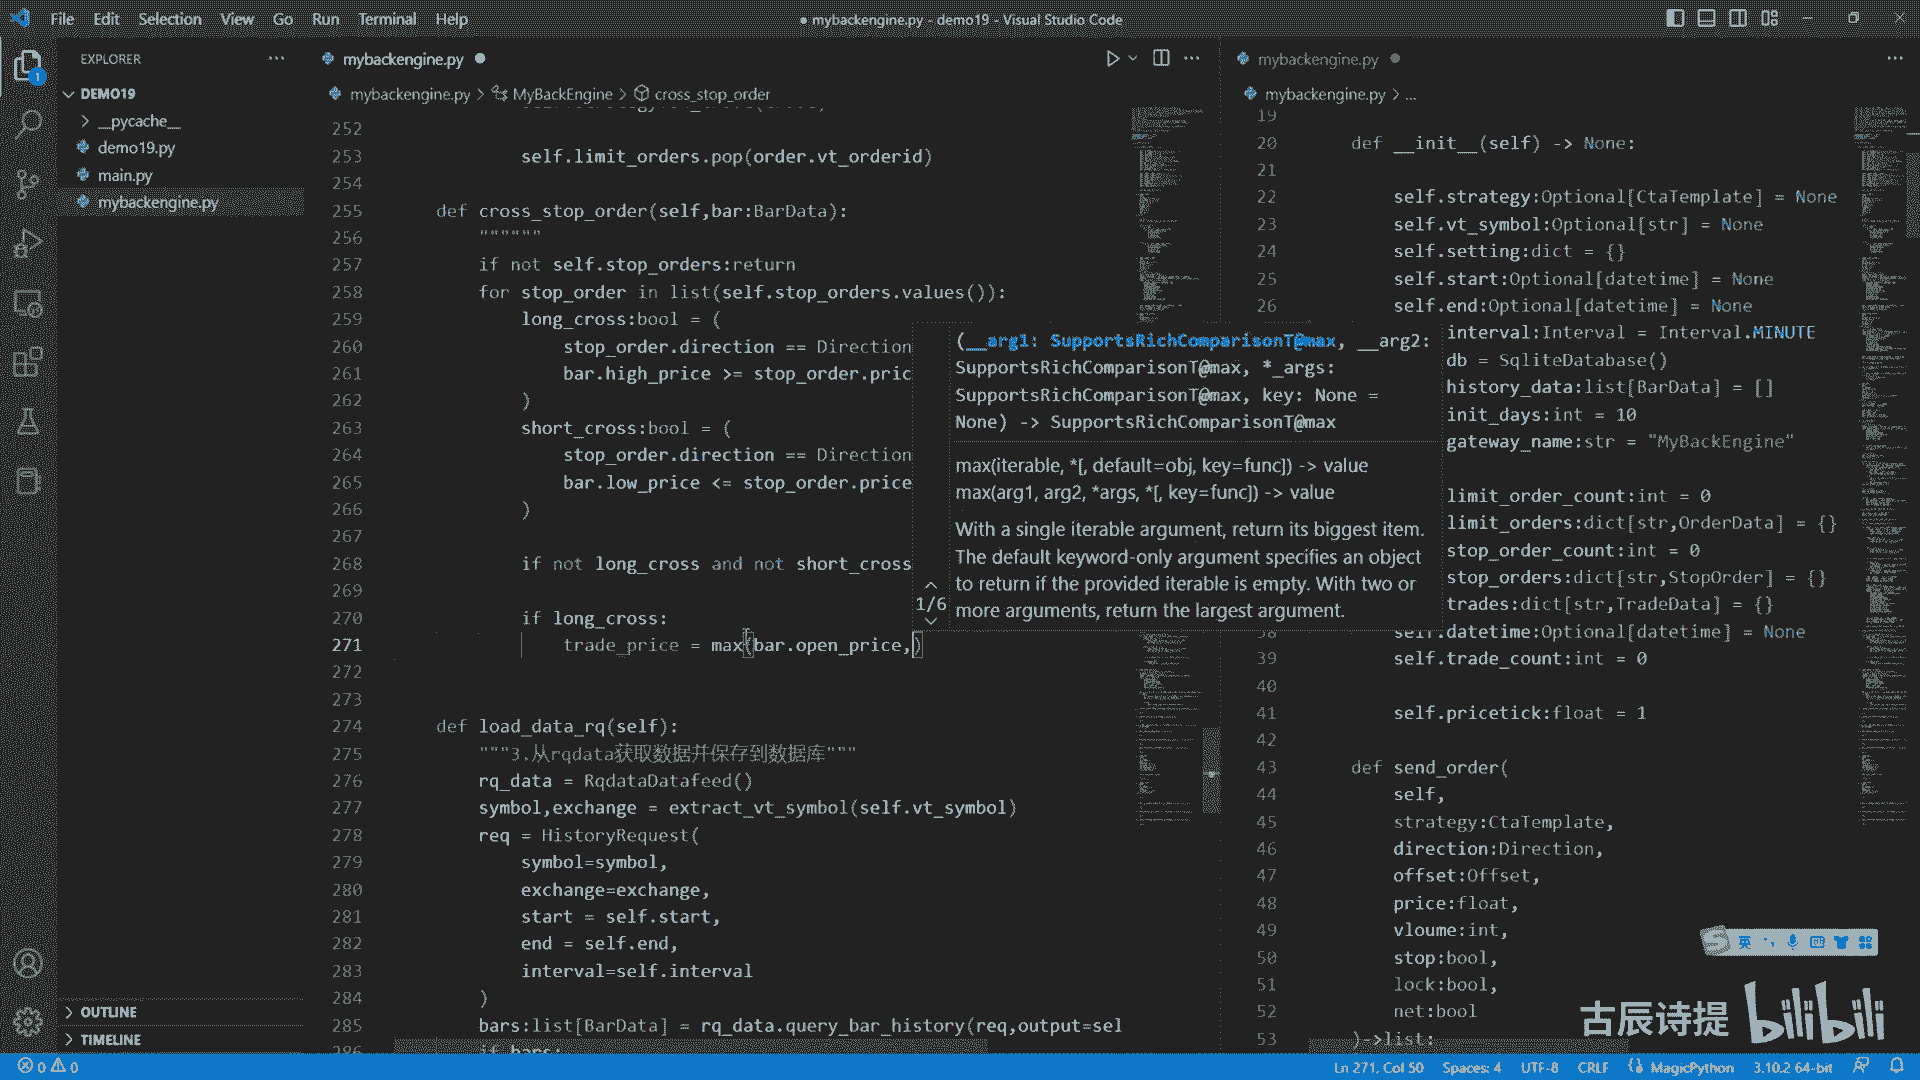 File Edit Selection View Go Run Terminal Help
● mybackengine.py - demo19 - Visual Studio Code
EXPLORER
DEMO19
__pycache__
demo19.py
main.py
mybackengine.py
OUTLINE
TIMELINE
mybackengine.py
mybackengine.py > MyBackEngine > cross_stop_order
252
253 self.limit_orders.pop(order.vt_orderid)
254
255 def cross_stop_order(self,bar:BarData):
256 """"""
257 if not self.stop_orders:return
258 for stop_order in list(self.stop_orders.values()):
259 long_cross:bool = (
260 stop_order.direction == Direction
261 bar.high_price >= stop_order.pric
262 )
263 short_cross:bool = (
264 stop_order.direction == Direction
265 bar.low_price <= stop_order.price
266 )
267
268 if not long_cross and not short_cross
269
270 if long_cross:
271 trade_price = max(bar.open_price,)
272
273
274 def load_data_rq(self):
275 """3.从rqdata获取数据并保存到数据库"""
276 rq_data = RqdataDatafeed()
277 symbol,exchange = extract_vt_symbol(self.vt_symbol)
278 req = HistoryRequest(
279 symbol=symbol,
280 exchange=exchange,
281 start = self.start,
282 end = self.end,
283 interval=self.interval
284 )
285 bars:list[BarData] = rq_data.query_bar_history(req,output=sel
286 if bars:
(__arg1: SupportsRichComparisonT@max, __arg2:
SupportsRichComparisonT@max, *_args:
SupportsRichComparisonT@max, key: None =
None) -> SupportsRichComparisonT@max
max(iterable, *[, default=obj, key=func]) -> value
max(arg1, arg2, *args, *[, key=func]) -> value
With a single iterable argument, return its biggest item.
The default keyword-only argument specifies an object
to return if the provided iterable is empty. With two or
more arguments, return the largest argument.
1/6
mybackengine.py
mybackengine.py > ...
19
20 def __init__(self) -> None:
21
22 self.strategy:Optional[CtaTemplate] = None
23 self.vt_symbol:Optional[str] = None
24 self.setting:dict = {}
25 self.start:Optional[datetime] = None
26 self.end:Optional[datetime] = None
interval:Interval = Interval.MINUTE
db = SqliteDatabase()
history_data:list[BarData] = []
init_days:int = 10
gateway_name:str = "MyBackEngine"
limit_order_count:int = 0
limit_orders:dict[str,OrderData] = {}
stop_order_count:int = 0
stop_orders:dict[str,StopOrder] = {}
trades:dict[str,TradeData] = {}
38 self.datetime:Optional[datetime] = None
39 self.trade_count:int = 0
40
41 self.pricetick:float = 1
42
43 def send_order(
44 self,
45 strategy:CtaTemplate,
46 direction:Direction,
47 offset:Offset,
48 price:float,
49 vloume:int,
50 stop:bool,
51 lock:bool,
52 net:bool
53 )->list:
英
古辰诗提 bilibili
0 0
Ln 271, Col 50 Spaces: 4 UTF-8 CRLF MagicPython 3.10.2 64-bit